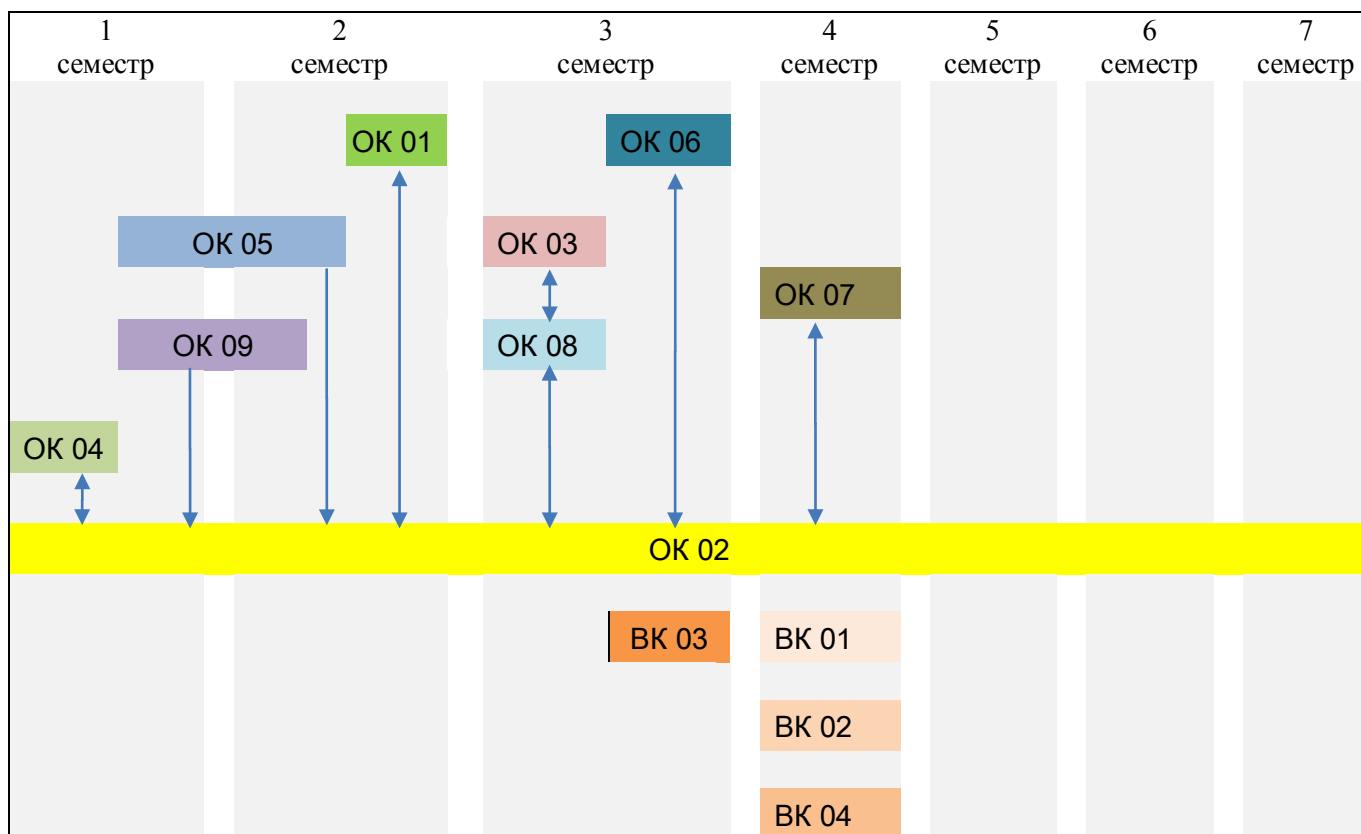 1 2 3 4 5 6 7
семестр семестр семестр семестр семестр семестр семестр
ОК 01 ОК 06
ОК 05 ОК 03
ОК 07
ОК 09 ОК 08
ОК 04
ОК 02
ВК 03 ВК 01
ВК 02
ВК 04